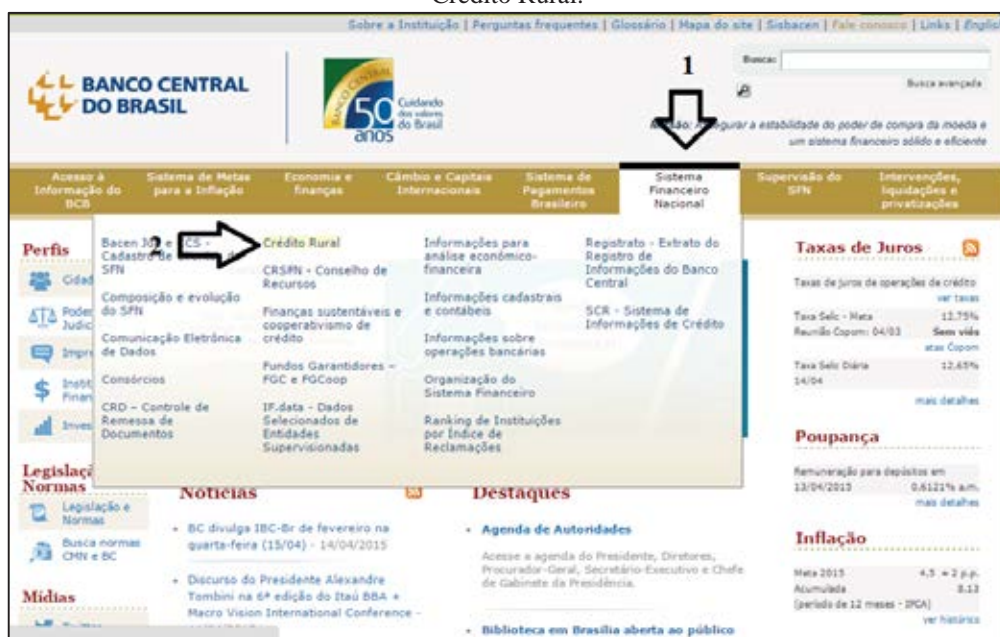 Crédito Rural.
Sobre a Instituição | Perguntas frequentes | Glossário | Mapa do site | Sisbacen | Fale conosco | Links | English
1
Busca:
Busca avançada
BANCO CENTRAL
DO BRASIL
BANCO CENTRAL
50
anos
Cuidando
dos valores
do Brasil
a estabilidade do poder de compra da moeda e
um sistema financeiro sólido e eficiente
Acesso à
Informação do
BCB
Sistema de Metas
para a Inflação
Economia e
finanças
Câmbio e Capitais
Internacionais
Sistema de
Pagamentos
Brasileiro
Sistema
Financeiro
Nacional
Supervisão do
SFN
Intervenções,
liquidações e
privatizações
2
Perfis
Cidad
Poder
Judic
Impre
Instit
Finan
Inves
Bacen
CCS -
Cadastro de
SFN
Composição e evolução
do SFN
Comunicação Eletrônica
de Dados
Consórcios
CRD – Controle de
Remessa de
Documentos
Crédito Rural
CRSFN - Conselho de
Recursos
Finanças sustentáveis e
cooperativismo de
crédito
Fundos Garantidores –
FGC e FGCoop
IF.data - Dados
Selecionados de
Entidades
Supervisionadas
Informações para
análise econômico-
financeira
Informações cadastrais
e contábeis
Informações sobre
operações bancárias
Organização do
Sistema Financeiro
Ranking de Instituições
por Índice de
Reclamações
Registrato - Extrato do
Registro de
Informações do Banco
Central
SCR - Sistema de
Informações de Crédito
Taxas de Juros
Taxas de juros de operações de crédito
ver taxas
Taxa Selic - Meta 12,75%
Reunião Copom: 04/03 Sem viés
atas Copom
Taxa Selic Diária 12,65%
14/04
mais detalhes
Poupança
Remuneração para depósitos em
13/04/2015 0,6121% a.m.
mais detalhes
Inflação
Meta 2015 4,5 ± 2 p.p.
Acumulada 8,13
(período de 12 meses - IPCA)
ver histórico
Legislaçã
Normas
Legislação e
Normas
Busca normas
CMN e BC
Mídias
Notícias
BC divulga IBC-Br de fevereiro na
quarta-feira (15/04) - 14/04/2015
Discurso do Presidente Alexandre
Tombini na 6ª edição do Itaú BBA +
Macro Vision International Conference -
Destaques
Agenda de Autoridades
Acesse a agenda do Presidente, Diretores,
Procurador-Geral, Secretário-Executivo e Chefe
de Gabinete da Presidência.
Biblioteca em Brasília aberta ao público